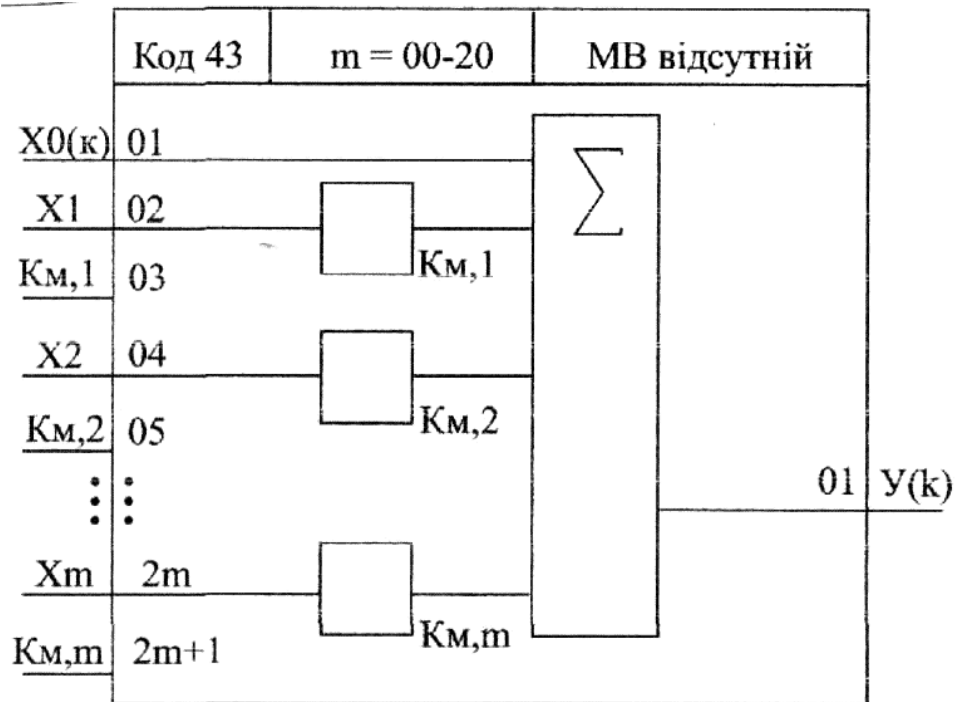 Код 43 m = 00-20 МВ відсутній
Х0(к) 01
Х1 02
Км,1
Км,1 03
Х2 04
Км,2
Км,2 05
01 У(k)
Хm 2m
Км,m
Км,m 2m+1
∑